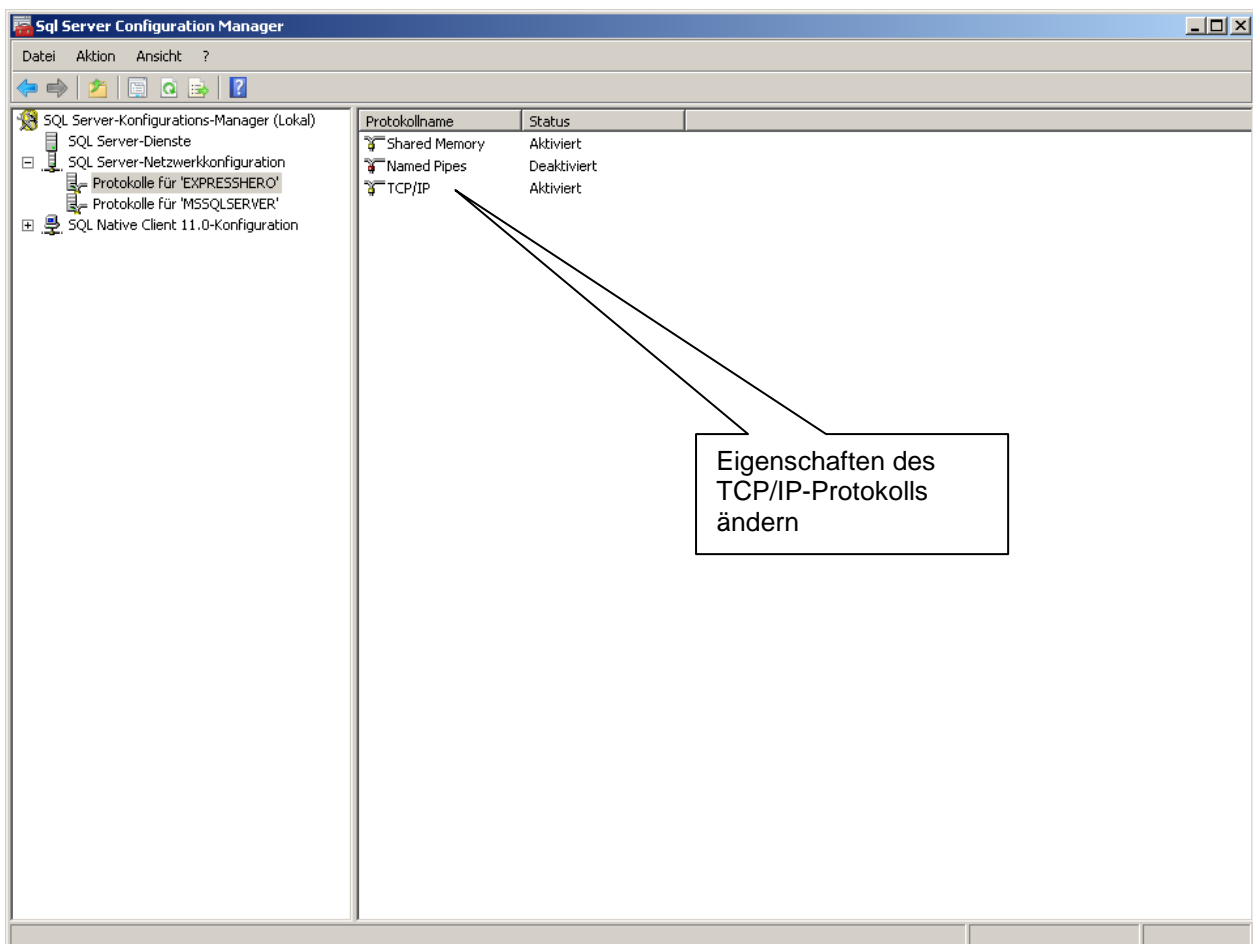 Sql Server Configuration Manager
Datei Aktion Ansicht ?
SQL Server-Konfigurations-Manager (Lokal)
SQL Server-Dienste
SQL Server-Netzwerkkonfiguration
Protokolle für 'EXPRESSHERO'
Protokolle für 'MSSQLSERVER'
SQL Native Client 11.0-Konfiguration
Protokollname Status
Shared Memory Aktiviert
Named Pipes Deaktiviert
TCP/IP Aktiviert
Eigenschaften des
TCP/IP-Protokolls
ändern